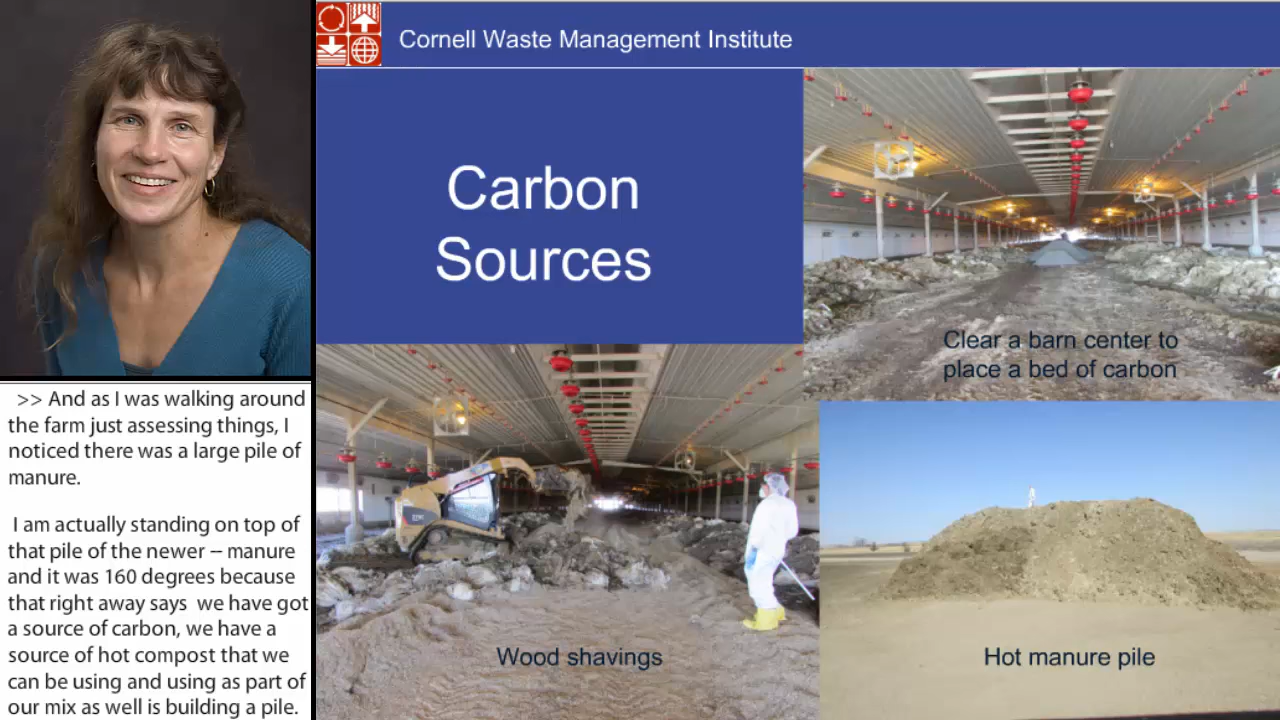 Cornell Waste Management Institute
Carbon
Sources
Clear a barn center to
place a bed of carbon
Wood shavings
Hot manure pile
>> And as I was walking around
the farm just assessing things, I
noticed there was a large pile of
manure.
I am actually standing on top of
that pile of the newer -- manure
and it was 160 degrees because
that right away says  we have got
a source of carbon, we have a
source of hot compost that we
can be using and using as part of
our mix as well is building a pile.